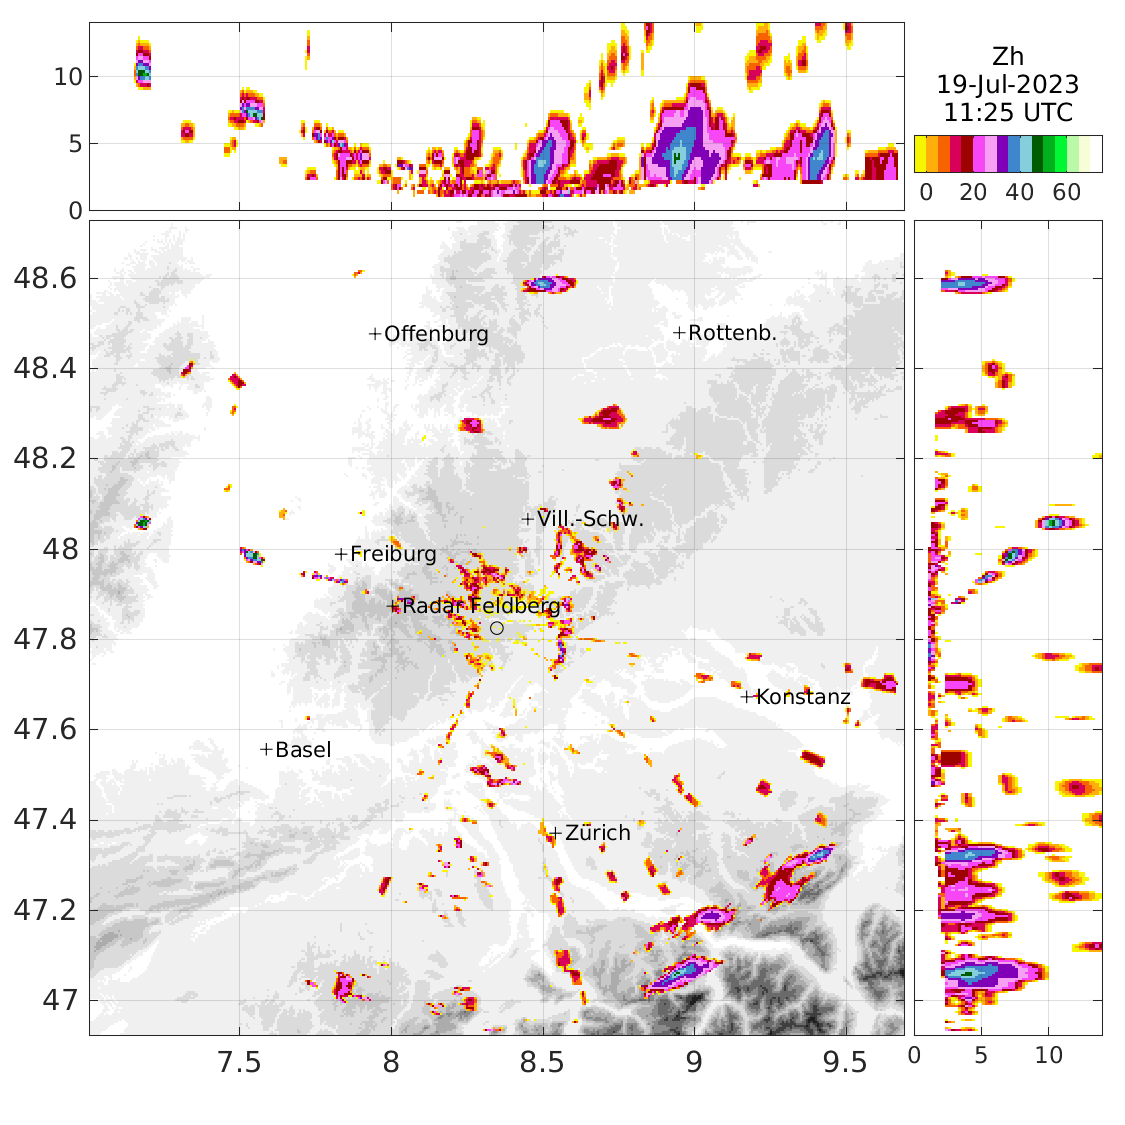 10
5
0
Zh
19-Jul-2023
11:25 UTC
0 20 40 60
48.6
48.4
48.2
48
47.8
47.6
47.4
47.2
47
+Offenburg
+Rottenb.
+Vill.-Schw.
+Freiburg
+Radar Feldberg
+Konstanz
+Basel
+Zürich
7.5 8 8.5 9 9.5
0 5 10